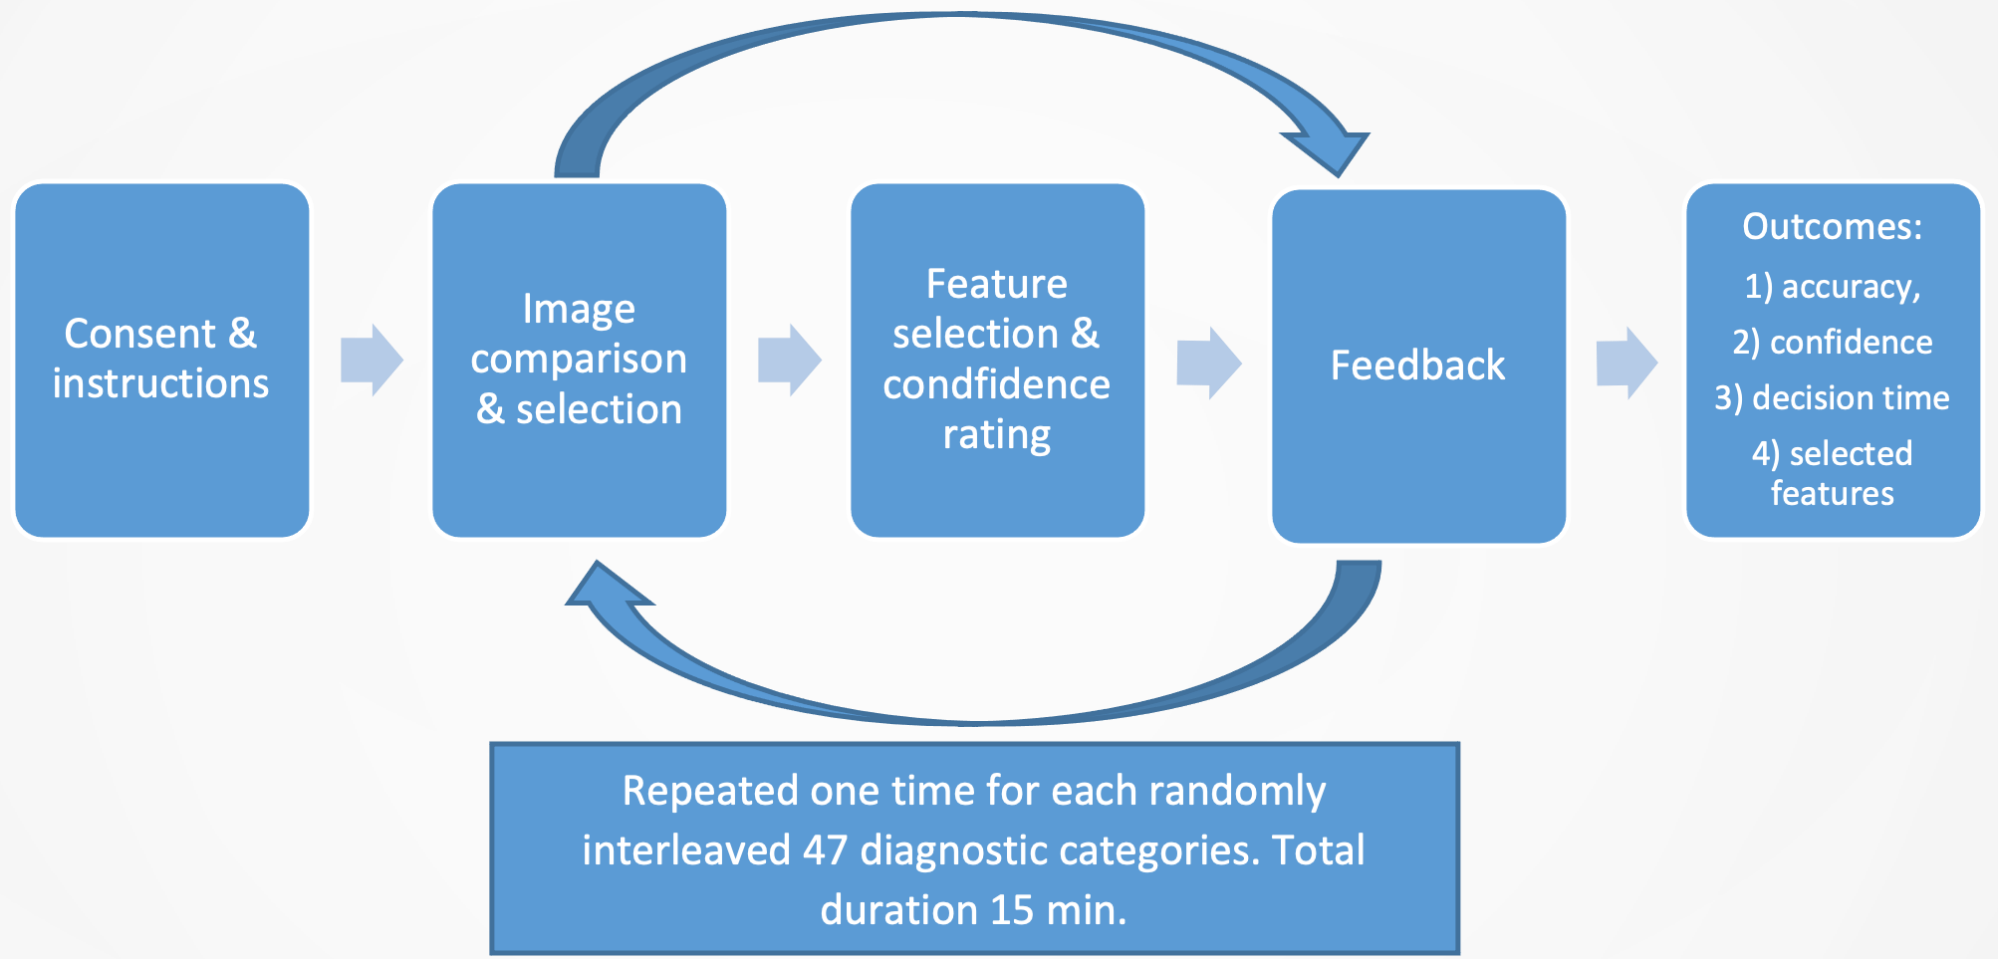 Consent &
instructions
Image
comparison
& selection
Feature
selection &
condfidence
rating
Feedback
Outcomes:
1) accuracy,
2) confidence
3) decision time
4) selected
features
Repeated one time for each randomly
interleaved 47 diagnostic categories. Total
duration 15 min.